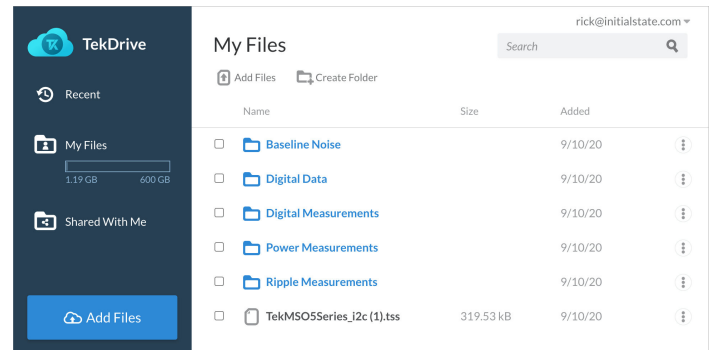 rick@initialstate.com
TekDrive
My Files
Search
Add Files Create Folder
Recent
Name Size Added
My Files
1.19 GB 600 GB
Baseline Noise 9/10/20
Digital Data 9/10/20
Shared With Me
Digital Measurements 9/10/20
Power Measurements 9/10/20
Ripple Measurements 9/10/20
Add Files
TekMSO5Series_i2c (1).tss 319.53 kB 9/10/20